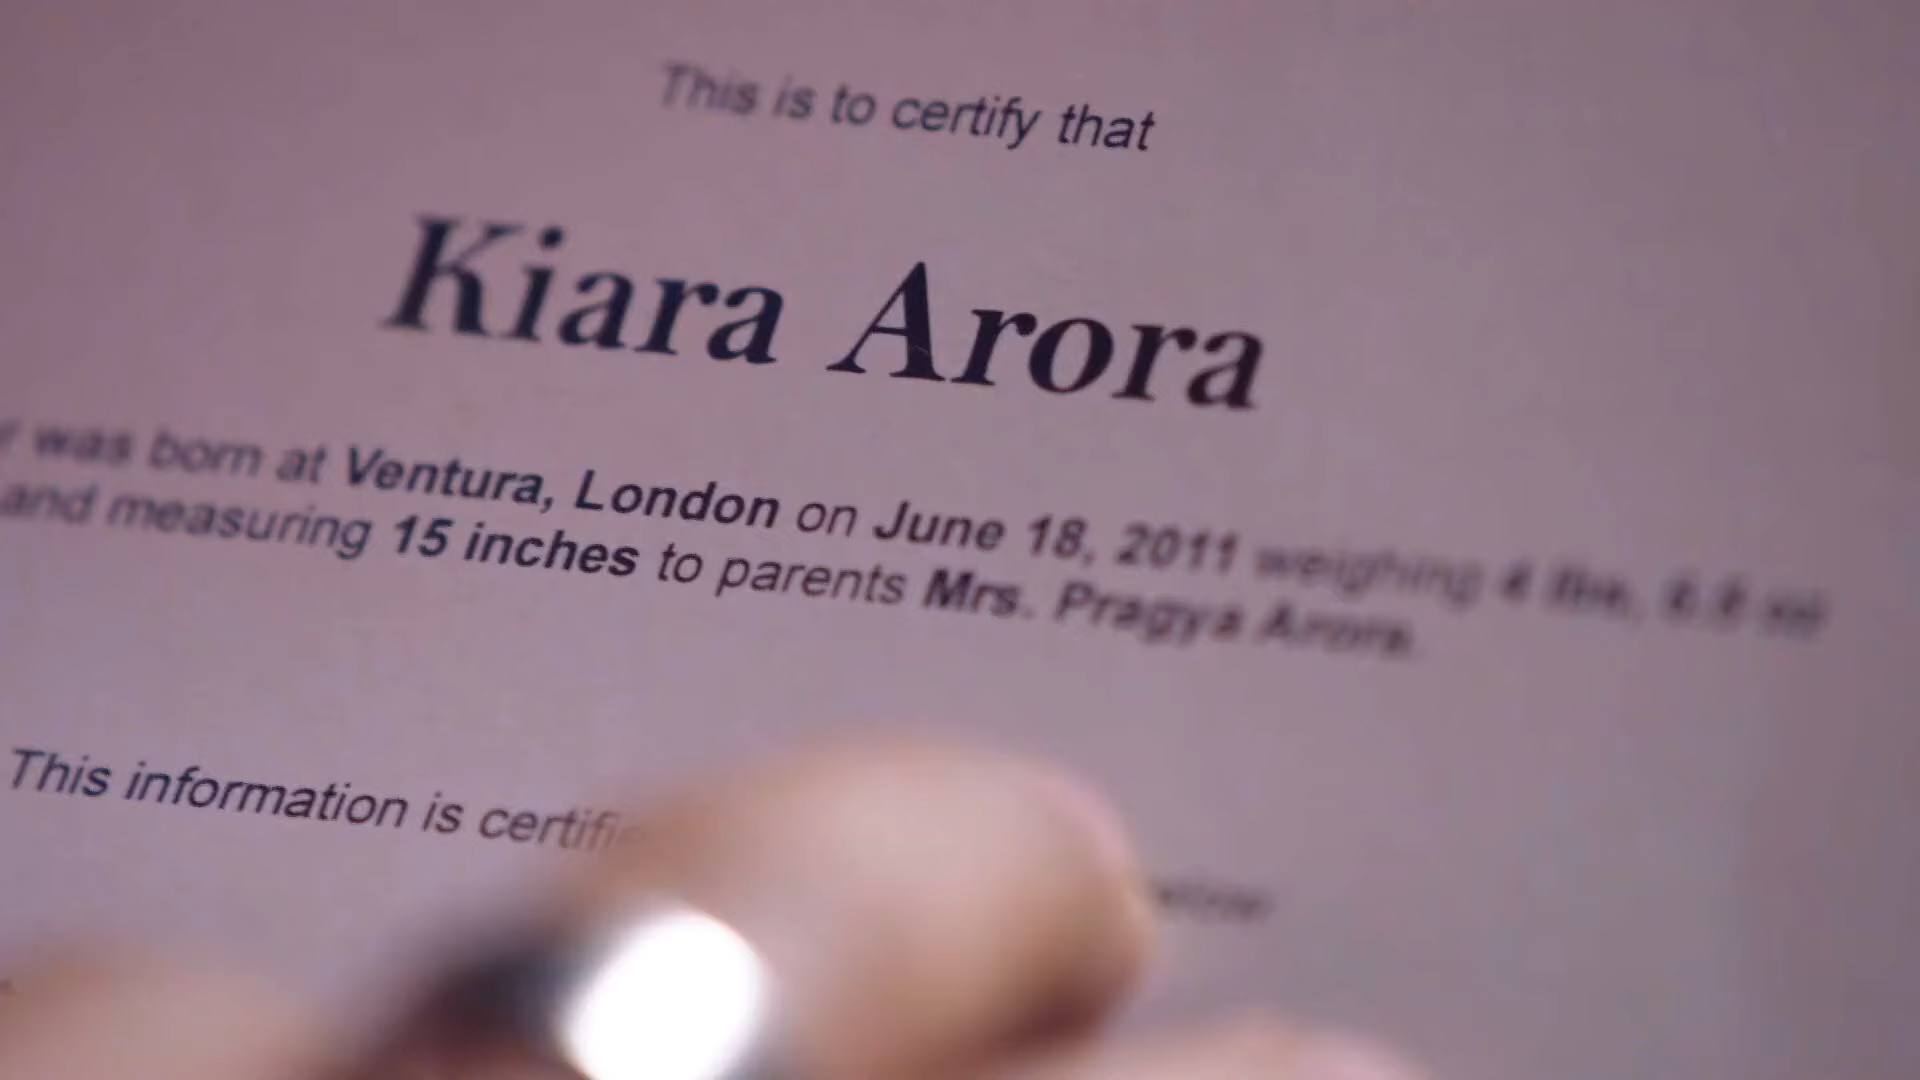 This is to certify that
Kiara Arora
was born at Ventura, London on June 18, 2011 weighing
and measuring 15 inches to parents Mrs. Pragya Arora.
This information is